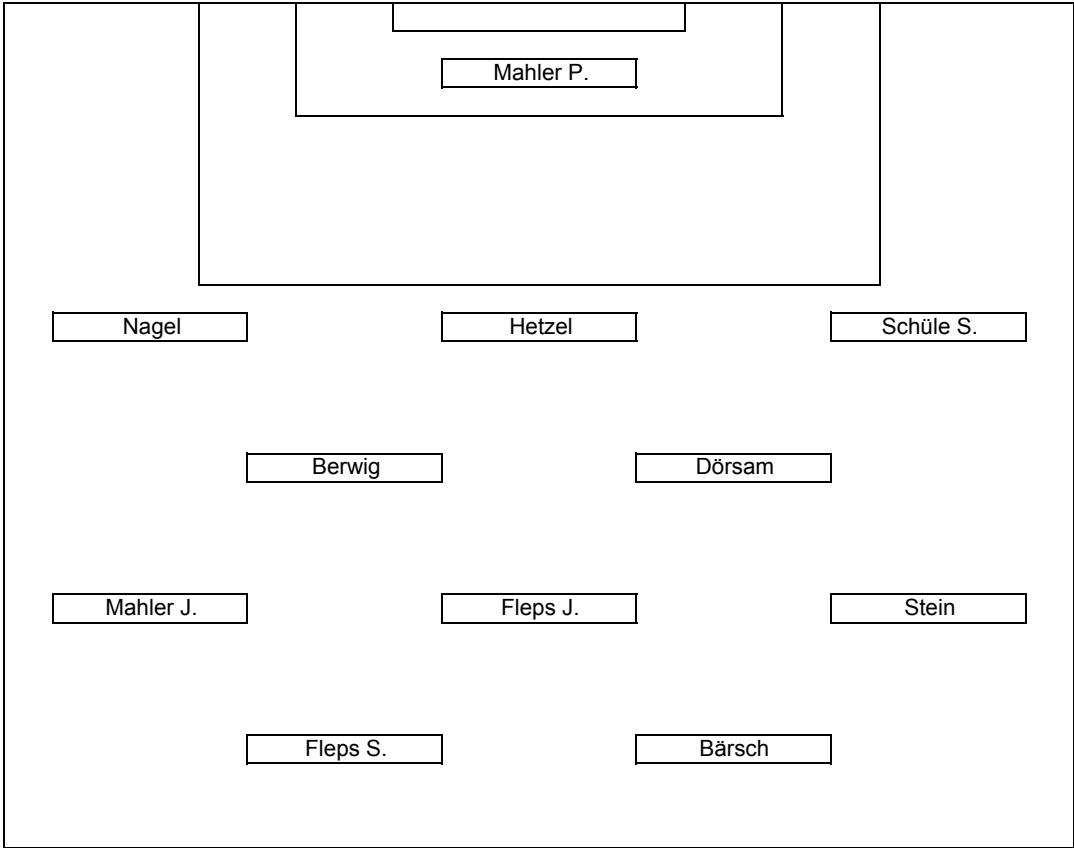 Mahler P.
Nagel Hetzel Schüle S.
Berwig Dörsam
Mahler J. Fleps J. Stein
Fleps S. Bärsch